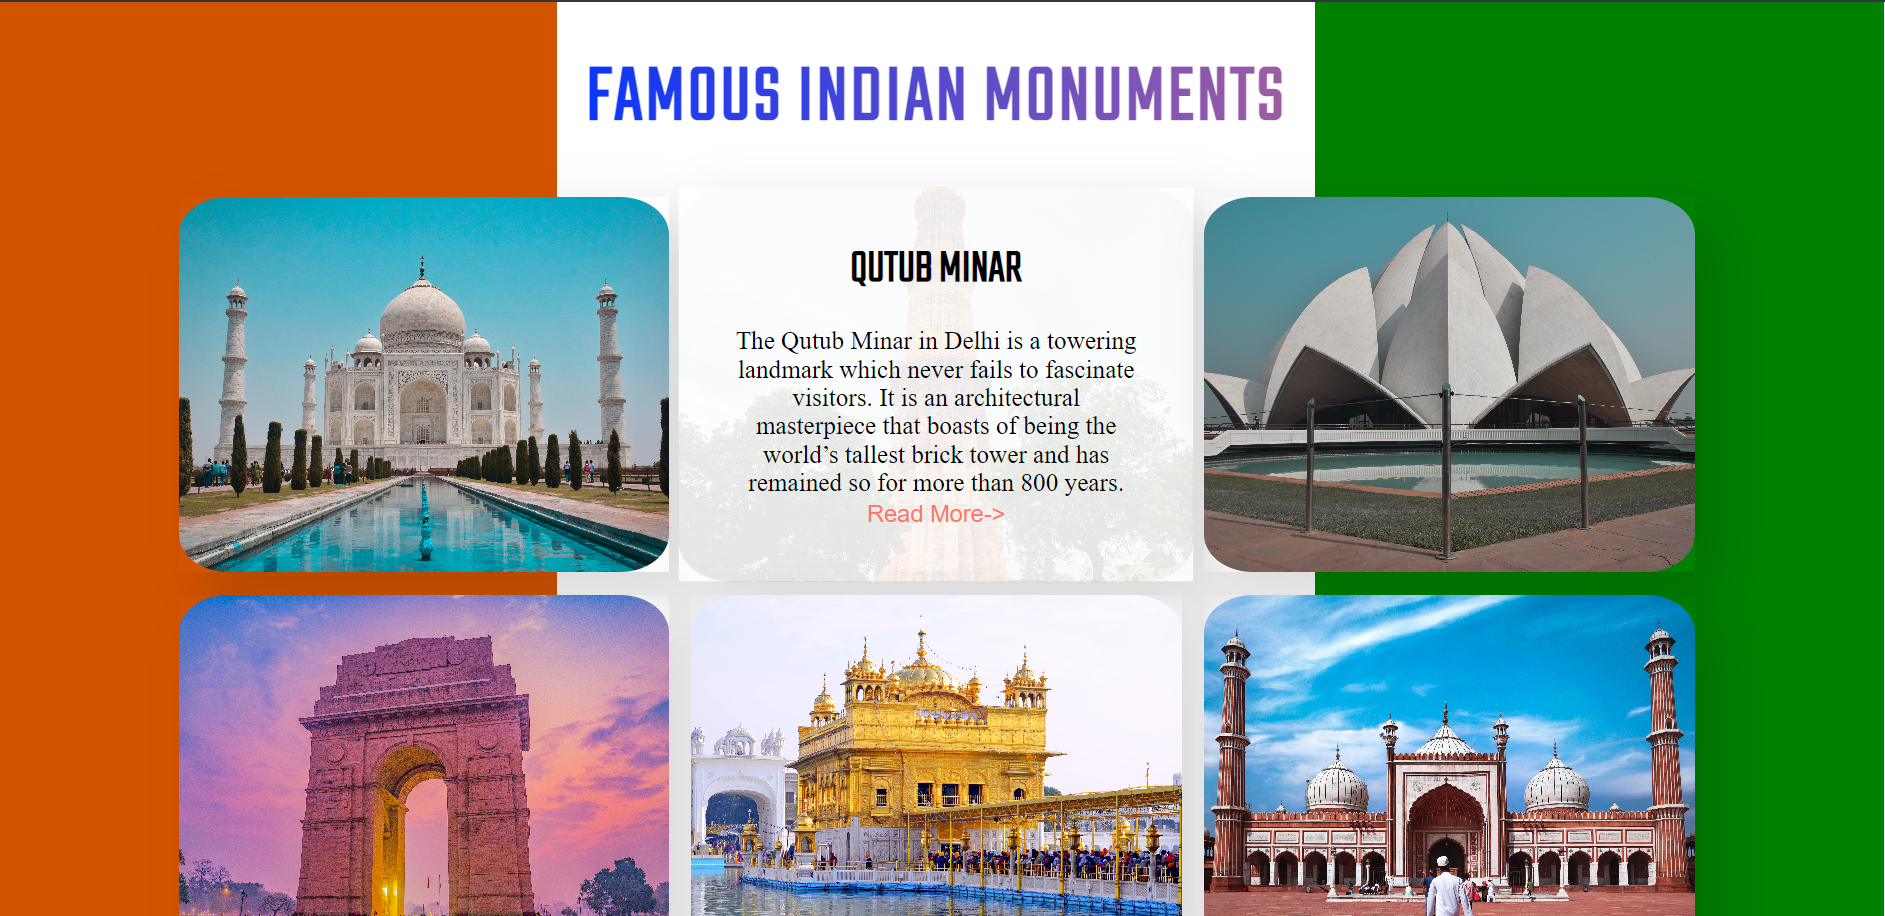 FAMOUS INDIAN MONUMENTS
QUTUB MINAR
The Qutub Minar in Delhi is a towering
landmark which never fails to fascinate
visitors. It is an architectural
masterpiece that boasts of being the
world’s tallest brick tower and has
remained so for more than 800 years.
Read More->